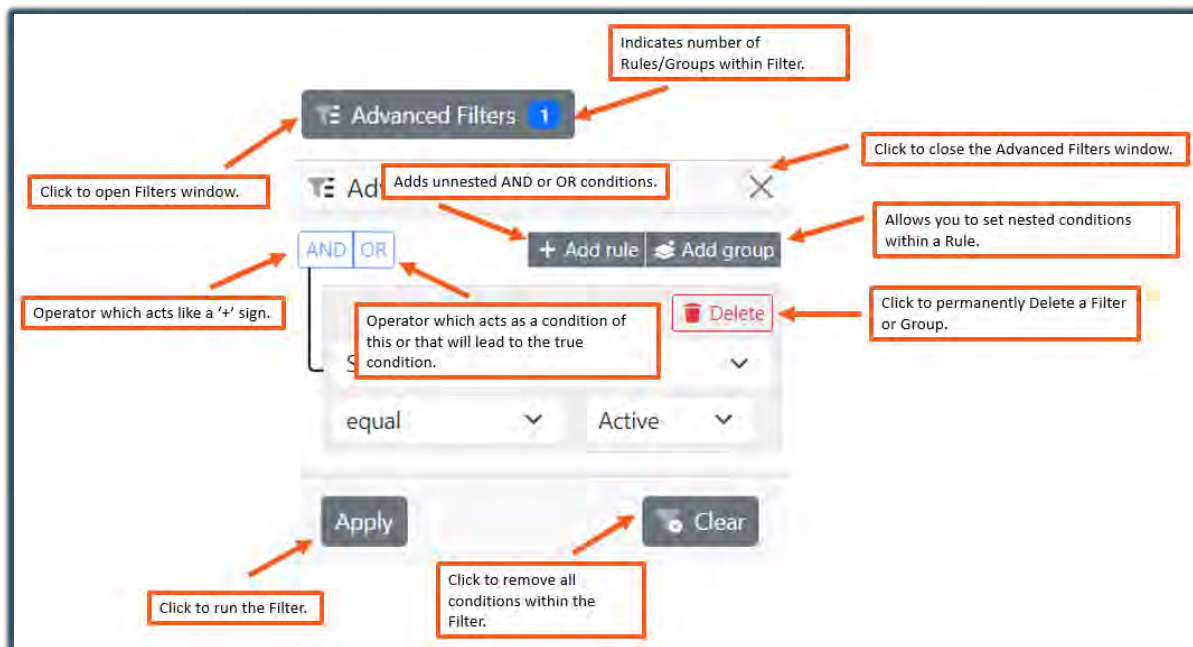 Indicates number of
Rules/Groups within Filter.
Advanced Filters 1
Click to open Filters window.
Click to close the Advanced Filters window.
Adds unnested AND or OR conditions.
Allows you to set nested conditions
within a Rule.
AND OR
+ Add rule Add group
Operator which acts like a '+' sign.
Operator which acts as a condition of
this or that will lead to the true
condition.
Delete
Click to permanently Delete a Filter
or Group.
equal
Active
Apply
Clear
Click to run the Filter.
Click to remove all
conditions within the
Filter.